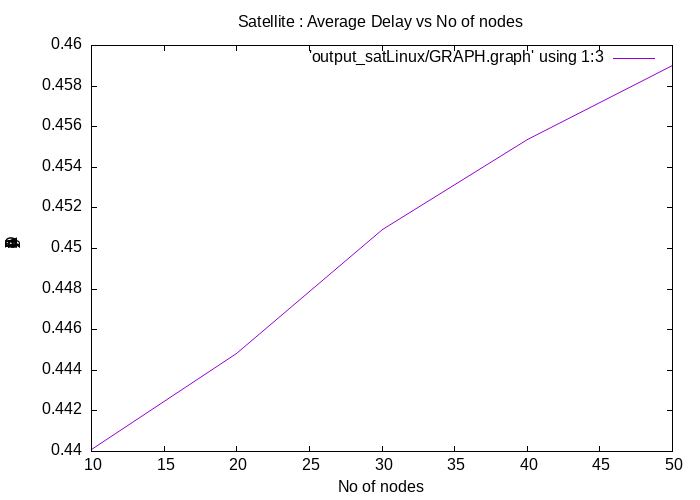 Satellite : Average Delay vs No of nodes
'output_satLinux/GRAPH.graph' using 1:3
0.46
0.458
0.456
0.454
0.452
0.45
0.448
0.446
0.444
0.442
0.44
10 15 20 25 30 35 40 45 50
No of nodes